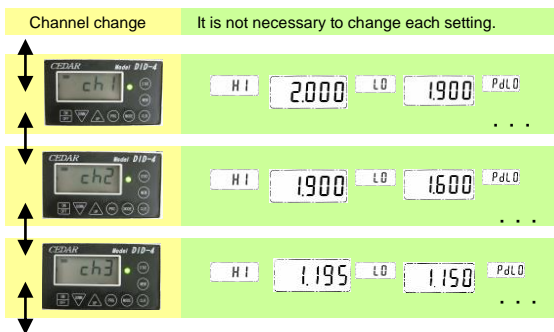 Channel change It is not necessary to change each setting.
CEDAR Model DID-4
ch1
HI 2.000 LO 1.900 PdLO
. . .
CEDAR Model DID-4
ch2
HI 1.900 LO 1.600 PdLO
. . .
CEDAR Model DID-4
ch3
HI 1.195 LO 1.150 PdLO
. . .